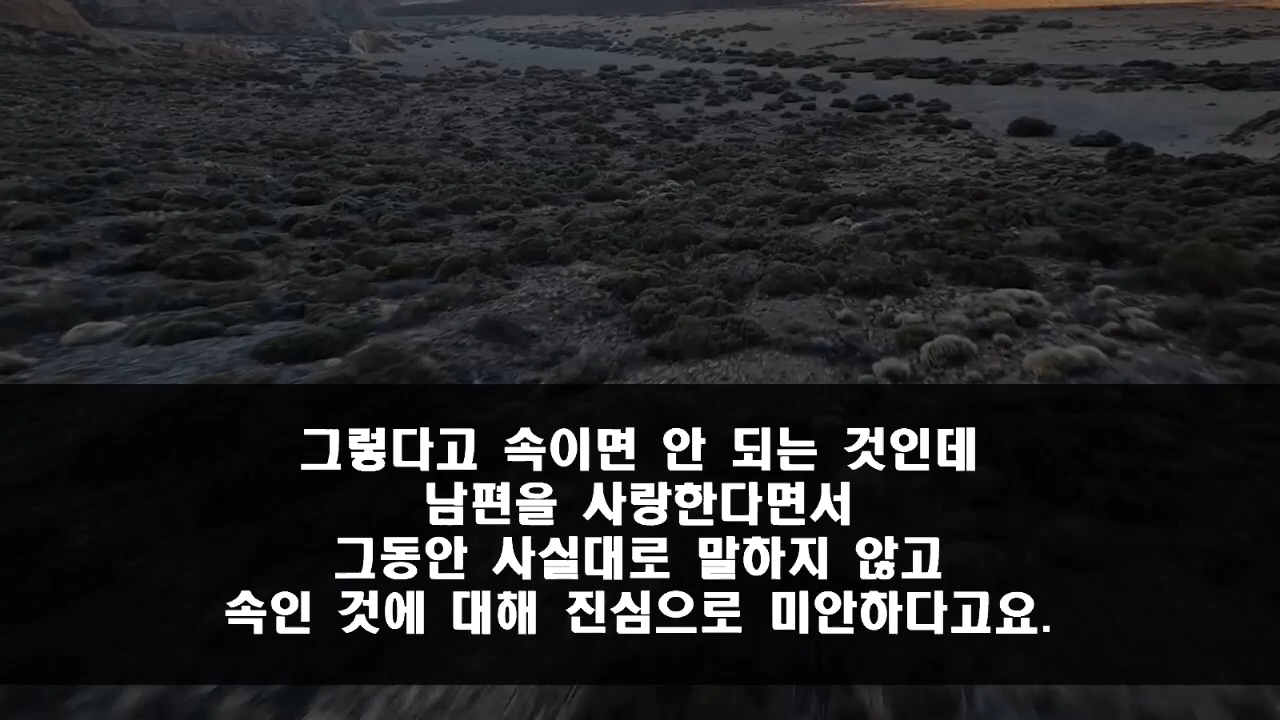 그렇다고 속이면 안 되는 것인데
남편을 사랑한다면서
그동안 사실대로 말하지 않고
속인 것에 대해 진심으로 미안하다고요.